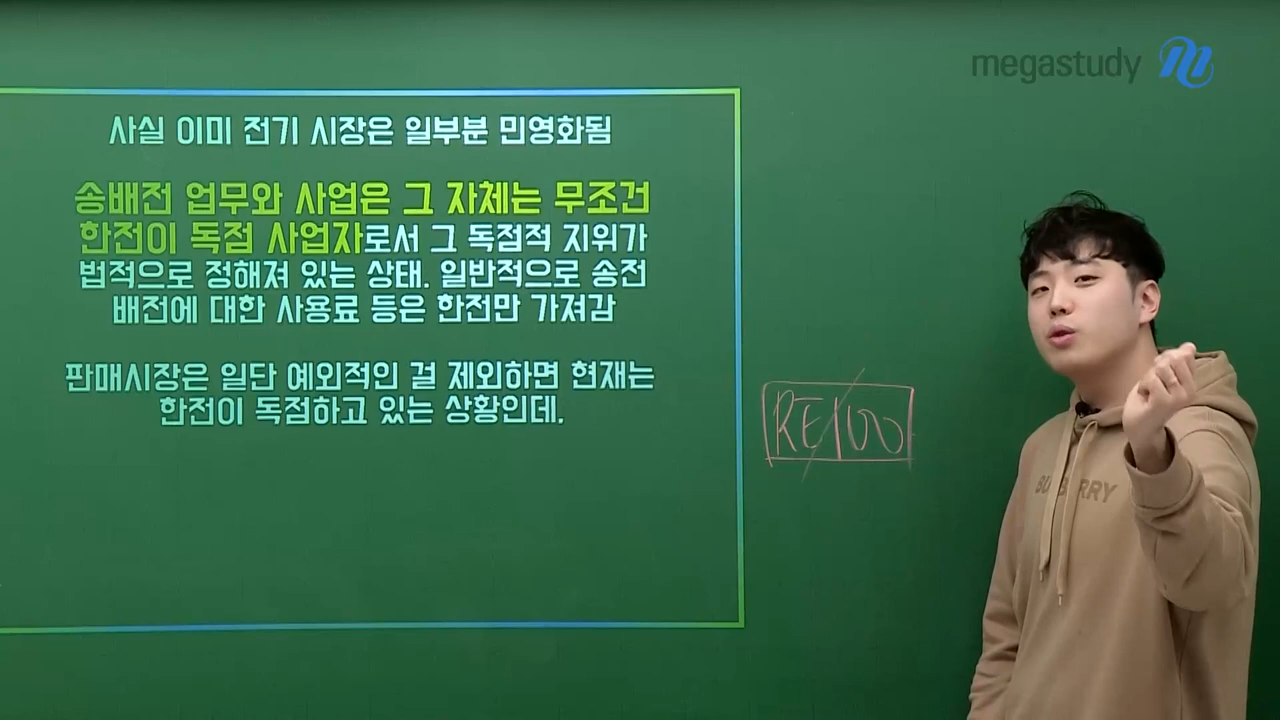 megastudy
사실 이미 전기 시장은 일부분 민영화됨
송배전 업무와 사업은 그 자체는 무조건
한전이 독점 사업자로서 그 독점적 지위가
법적으로 정해져 있는 상태. 일반적으로 송전
배전에 대한 사용료 등은 한전만 가져감
판매시장은 일단 예외적인 걸 제외하면 현재는
한전이 독점하고 있는 상황인데.
RE100